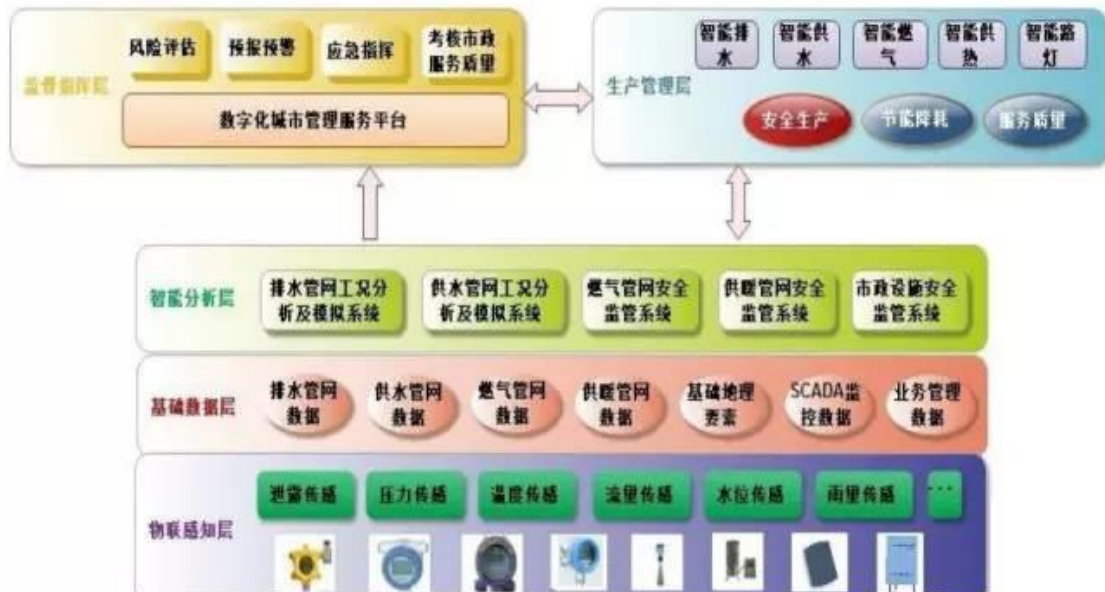 风险评估
预报预警
应急指挥
考核市政
服务质量
监督指挥层
数字化城市管理服务平台
智能排
水
智能供
水
智能燃
气
智能供
热
智能路
灯
生产管理层
安全生产
节能降耗
服务质量
智能分析层
排水管网工况分
析及模拟系统
供水管网工况分
析及模拟系统
燃气管网安全
监管系统
供暖管网安全
监管系统
市政设施安全
监管系统
基础数据层
排水管网
数据
供水管网
数据
燃气管网
数据
供暖管网
数据
基础地理
要素
SCADA监
控数据
业务管理
数据
物联感知层
泄露传感
压力传感
温度传感
流量传感
水位传感
雨量传感
...